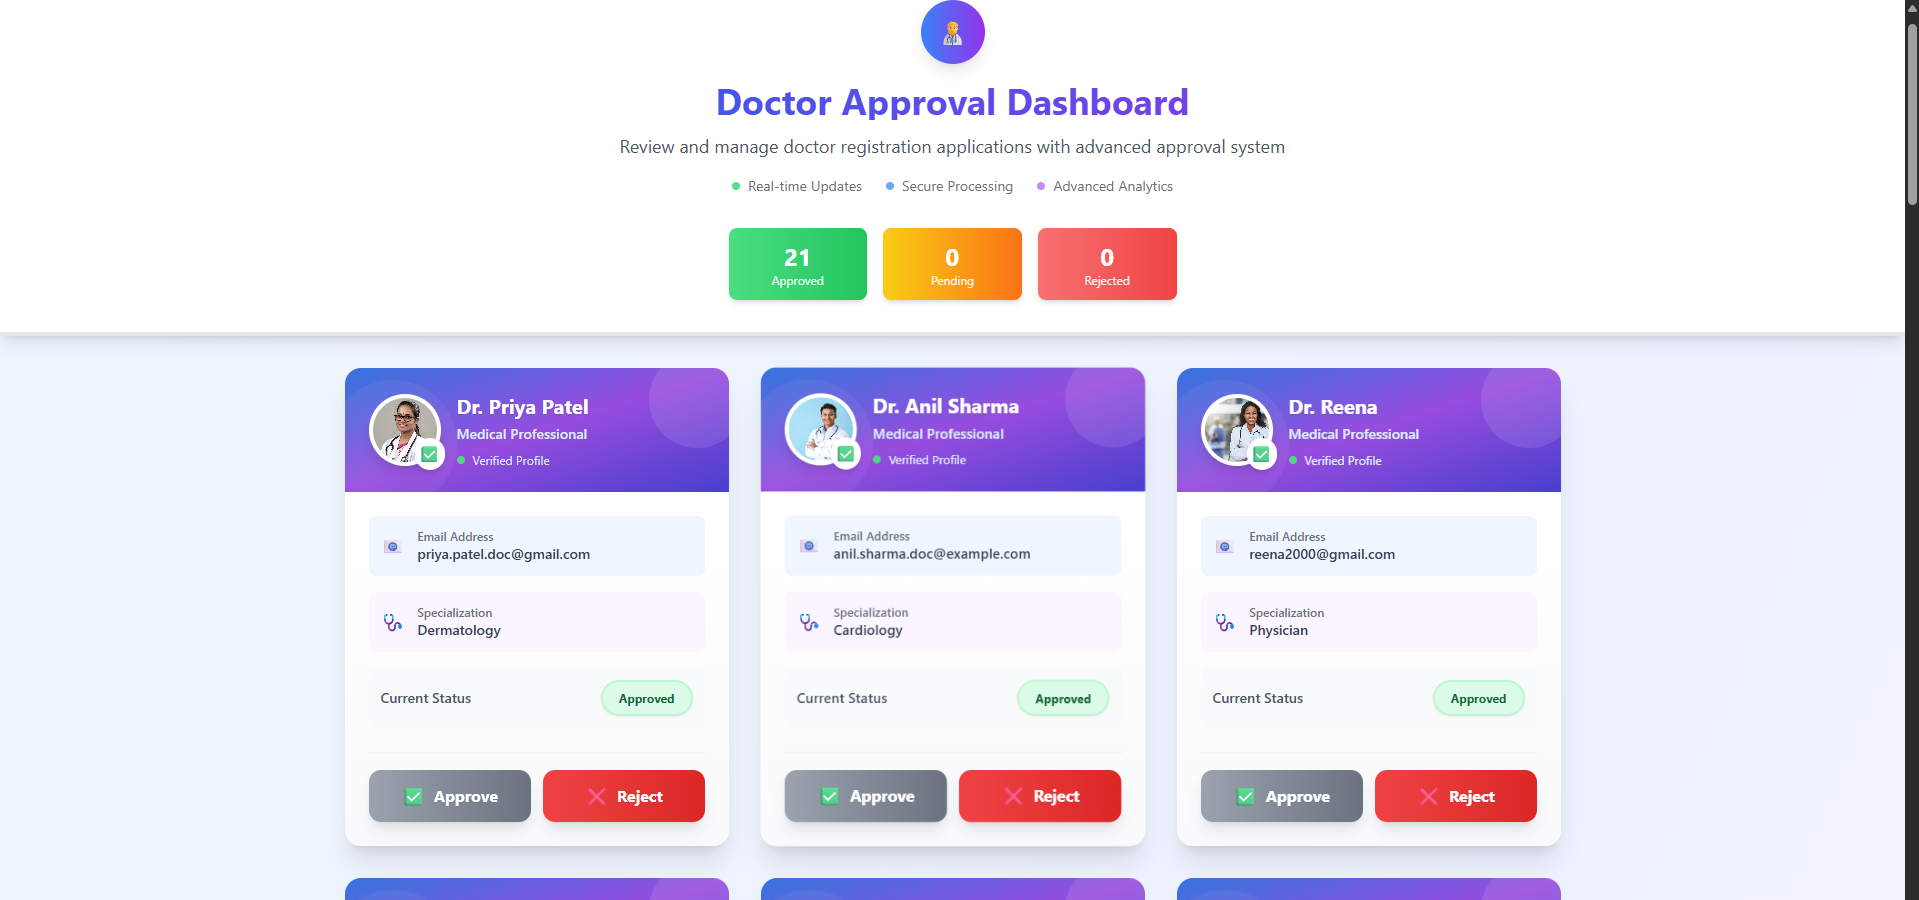 Doctor Approval Dashboard
Review and manage doctor registration applications with advanced approval system
Real-time Updates Secure Processing Advanced Analytics
21 0 0
Approved Pending Rejected
Dr. Priya Patel
Medical Professional
Verified Profile
Email Address
priya.patel.doc@gmail.com
Specialization
Dermatology
Current Status Approved
Approve Reject
Dr. Anil Sharma
Medical Professional
Verified Profile
Email Address
anil.sharma.doc@example.com
Specialization
Cardiology
Current Status Approved
Approve Reject
Dr. Reena
Medical Professional
Verified Profile
Email Address
reena2000@gmail.com
Specialization
Physician
Current Status Approved
Approve Reject